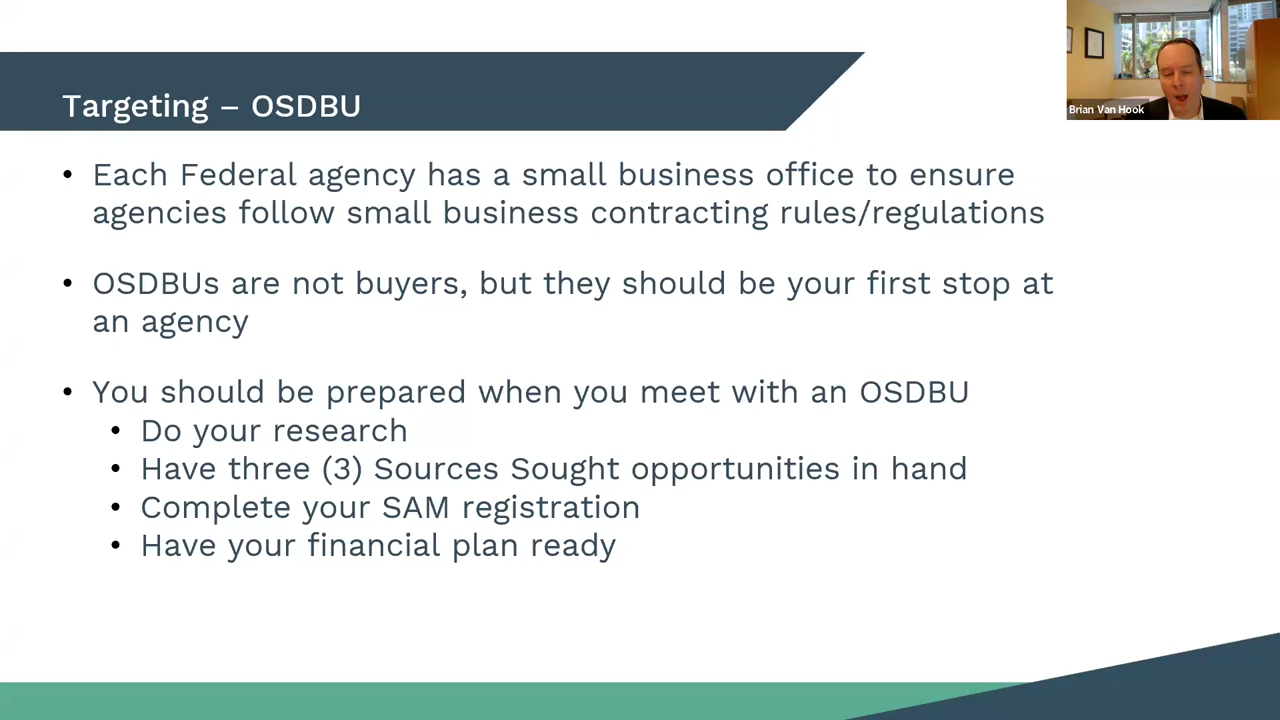 Targeting – OSDBU
Brian Van Hook
• Each Federal agency has a small business office to ensure
agencies follow small business contracting rules/regulations
• OSDBUs are not buyers, but they should be your first stop at
an agency
• You should be prepared when you meet with an OSDBU
• Do your research
• Have three (3) Sources Sought opportunities in hand
• Complete your SAM registration
• Have your financial plan ready